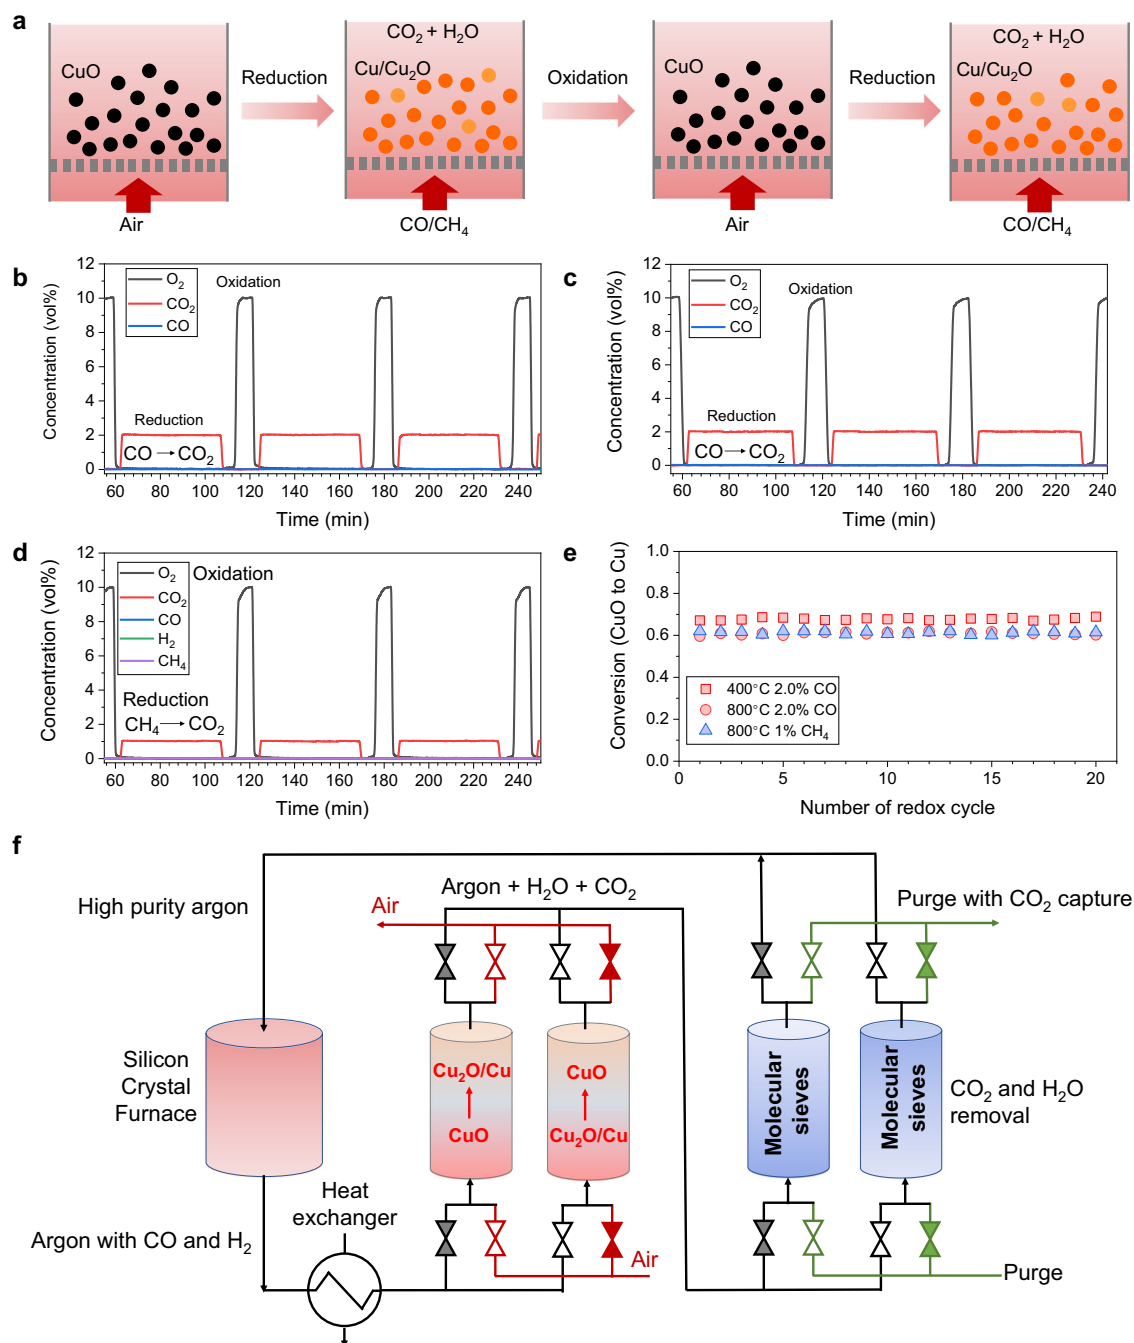 a
CuO
Air
Reduction
CO₂ + H₂O
Cu/Cu₂O
CO/CH₄
Oxidation
CuO
Air
Reduction
CO₂ + H₂O
Cu/Cu₂O
CO/CH₄
b
Concentration (vol%)
12
10
8
6
4
2
0
O₂
CO₂
CO
Oxidation
Reduction
CO → CO₂
60 80 100 120 140 160 180 200 220 240
Time (min)
c
Concentration (vol%)
12
10
8
6
4
2
0
O₂
CO₂
CO
Oxidation
Reduction
CO → CO₂
60 80 100 120 140 160 180 200 220 242
Time (min)
d
Concentration (vol%)
12
10
8
6
4
2
0
O₂
CO₂
CO
H₂
CH₄
Oxidation
Reduction
CH₄ → CO₂
60 80 100 120 140 160 180 200 220 240
Time (min)
e
Conversion (CuO to Cu)
1.0
0.8
0.6
0.4
0.2
0.0
400°C 2.0% CO
800°C 2.0% CO
800°C 1% CH₄
0 5 10 15 20
Number of redox cycle
f
High purity argon
Air
Argon + H₂O + CO₂
Purge with CO₂ capture
Silicon
Crystal
Furnace
Cu₂O/Cu
CuO
CuO
Cu₂O/Cu
Molecular
sieves
Molecular
sieves
CO₂ and H₂O
removal
Heat
exchanger
Argon with CO and H₂
Air
Purge